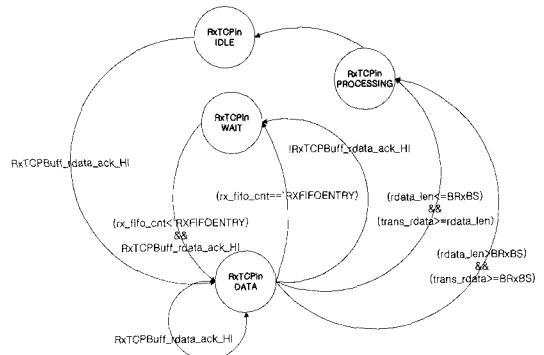 RxTCPin
IDLE
RxTCPin
PROCESSING
RxTCPin
WAIT
!RxTCPBuff_rdata_ack_HI
RxTCPBuff_rdata_ack_HI
(rx_fifo_cnt==`RXFIFOENTRY)
(rdata_len<=BRxBS)
&&
(trans_rdata>=rdata_len)
(rx_fifo_cnt<`RXFIFOENTRY)
&&
RxTCPBuff_rdata_ack_HI
(rdata_len>BRxBS)
&&
(trans_rdata>=BRxBS)
RxTCPin
DATA
RxTCPBuff_rdata_ack_HI